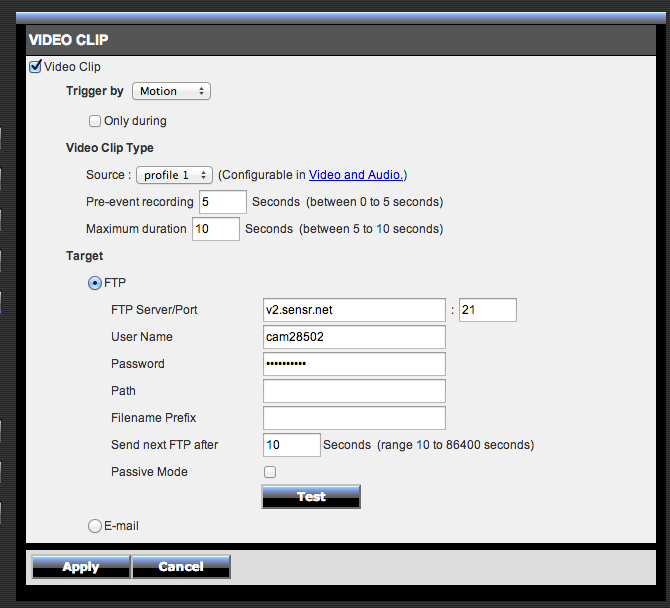 VIDEO CLIP
Video Clip
Trigger by Motion
Only during
Video Clip Type
Source : profile 1 (Configurable in Video and Audio.)
Pre-event recording 5 Seconds (between 0 to 5 seconds)
Maximum duration 10 Seconds (between 5 to 10 seconds)
Target
FTP
FTP Server/Port v2.sensr.net : 21
User Name cam28502
Password ••••••••••
Path
Filename Prefix
Send next FTP after 10 Seconds (range 10 to 86400 seconds)
Passive Mode
Test
E-mail
Apply Cancel